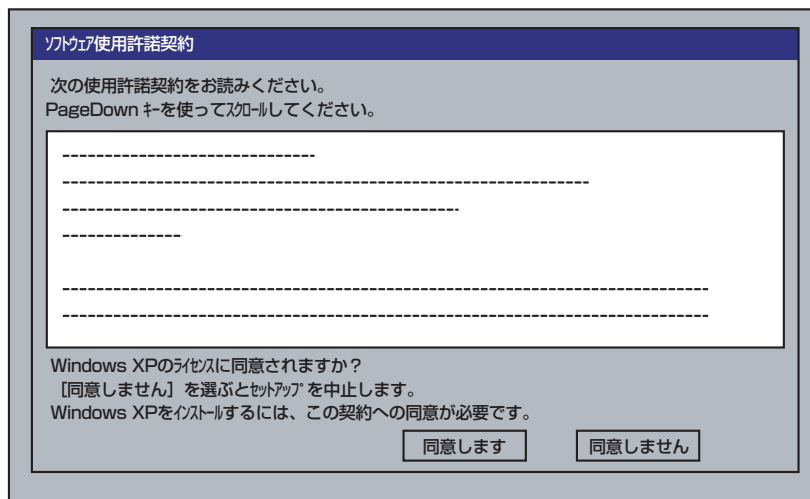 ｿﾌﾄｳｪｱ使用許諾契約
次の使用許諾契約をお読みください。
PageDown ｷｰを使ってｽｸﾛｰﾙしてください。
Windows XPのﾗｲｾﾝｽに同意されますか？
［同意しません］を選ぶとｾｯﾄｱｯﾌﾟを中止します。
Windows XPをｲﾝｽﾄｰﾙするには、この契約への同意が必要です。
同意します 同意しません